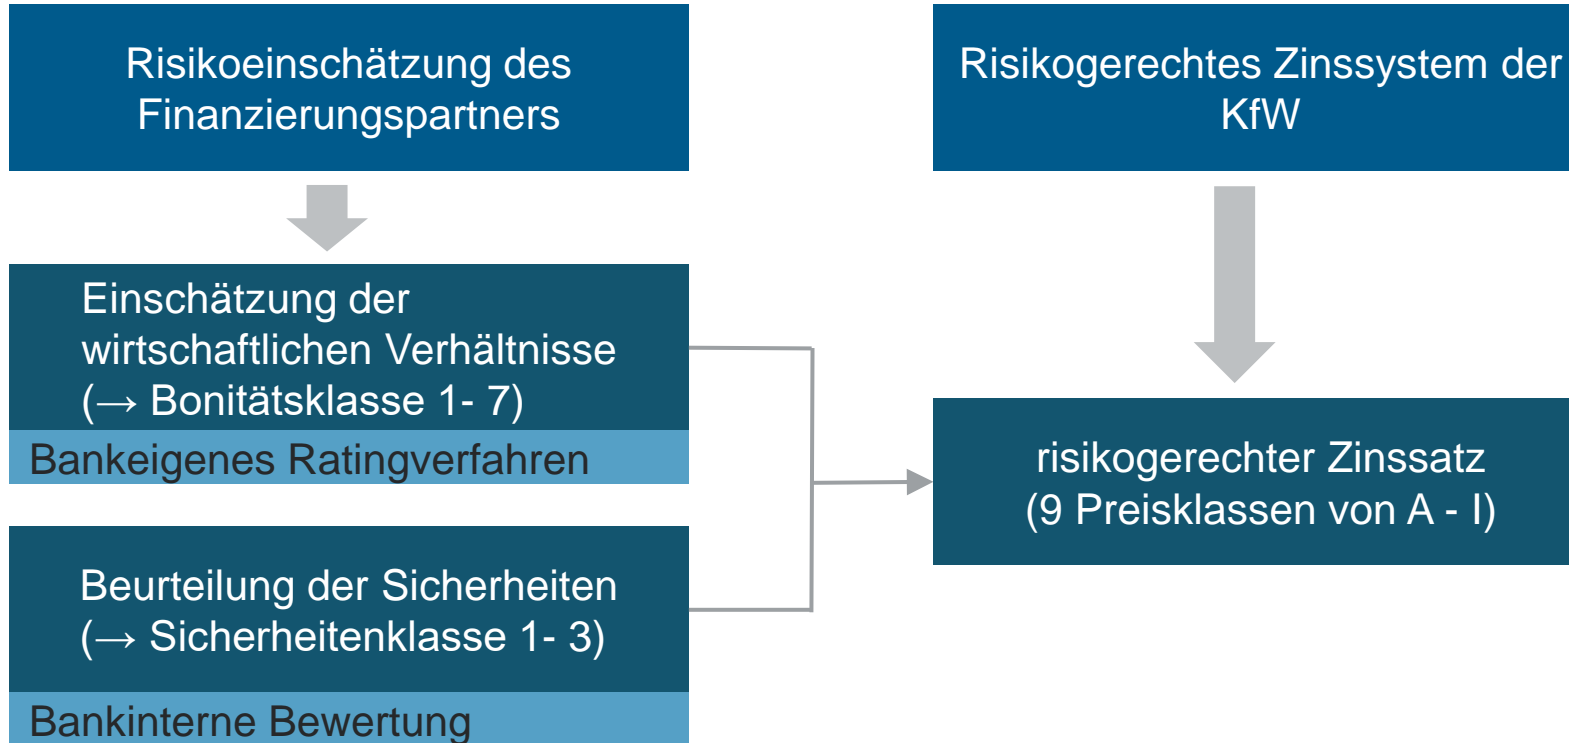 Risikoeinschätzung des
Finanzierungspartners
Risikogerechtes Zinssystem der
KfW
Einschätzung der
wirtschaftlichen Verhältnisse
(→ Bonitätsklasse 1- 7)
Bankeigenes Ratingverfahren
Beurteilung der Sicherheiten
(→ Sicherheitenklasse 1- 3)
Bankinterne Bewertung
risikogerechter Zinssatz
(9 Preisklassen von A - I)